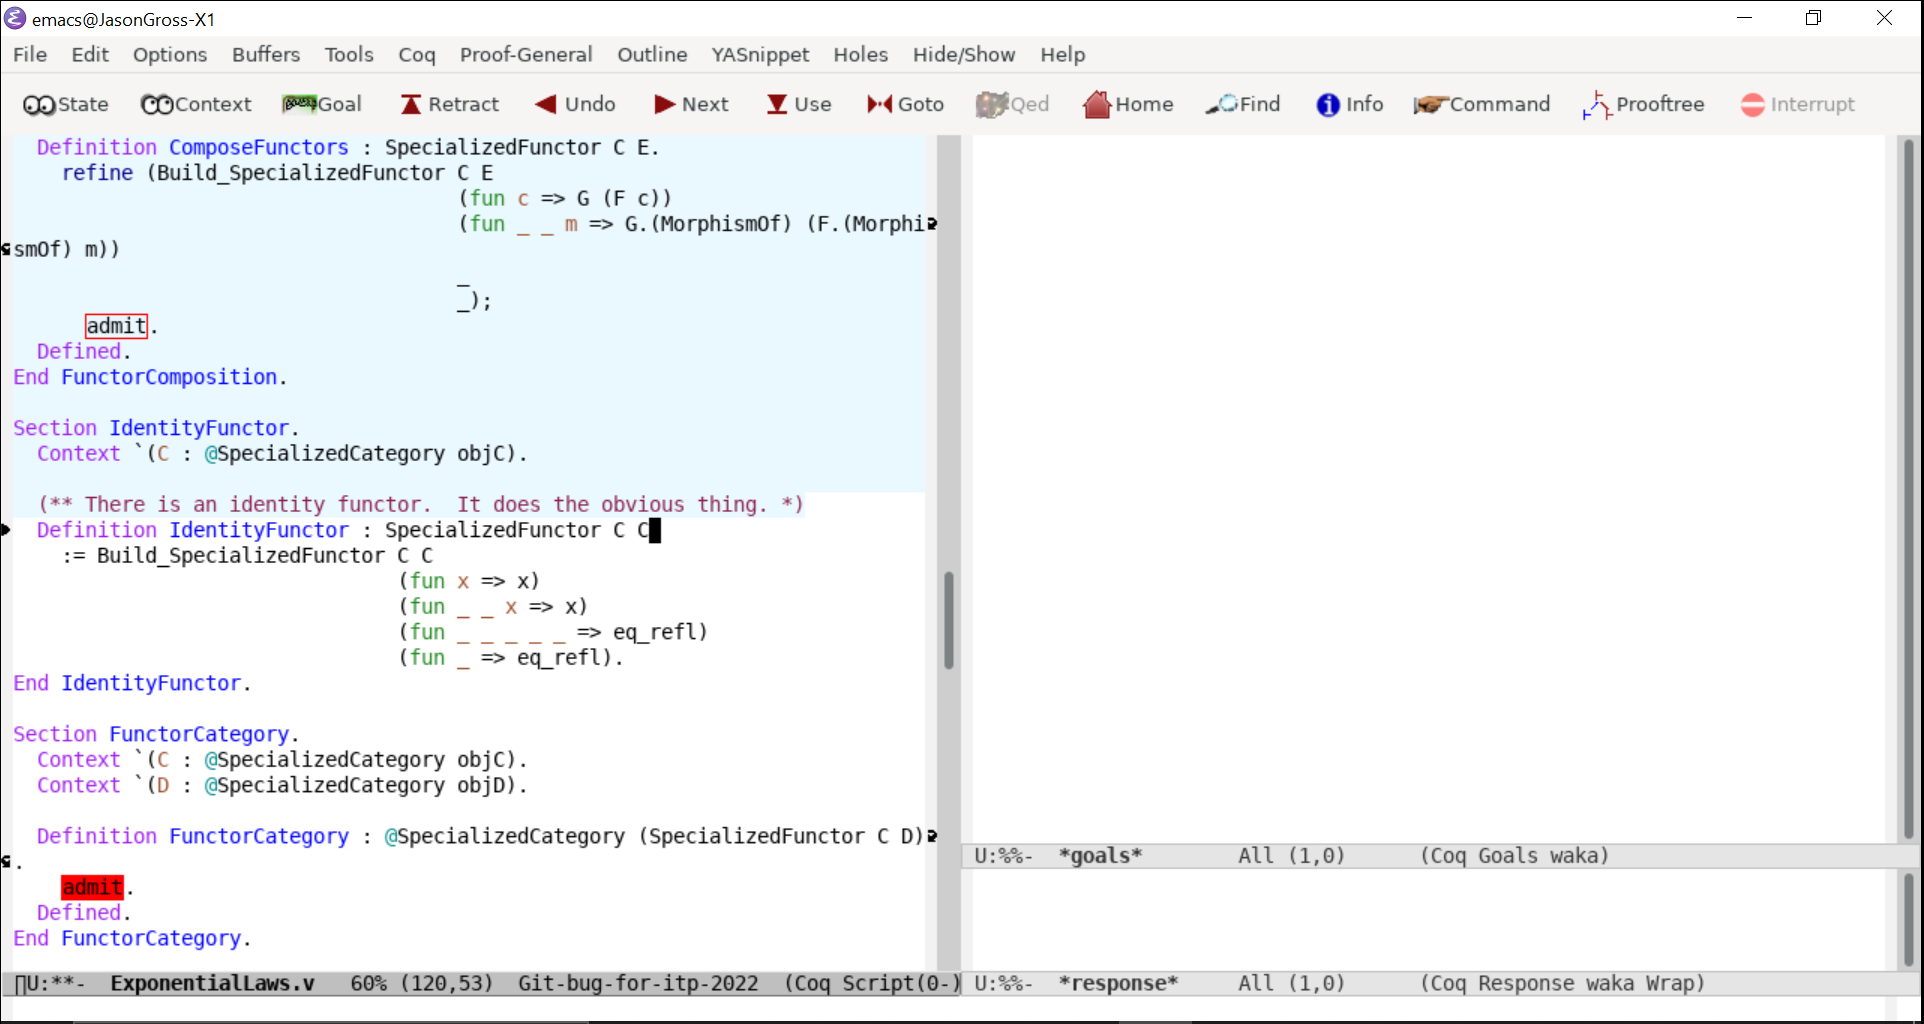 emacs@JasonGross-X1
File Edit Options Buffers Tools Coq Proof-General Outline YASnippet Holes Hide/Show Help
State Context Goal Retract Undo Next Use Goto Qed Home Find Info Command Prooftree Interrupt
Definition ComposeFunctors : SpecializedFunctor C E.
refine (Build_SpecializedFunctor C E
(fun c => G (F c))
(fun _ _ m => G.(MorphismOf) (F.(Morphi
smOf) m))
_
_);
admit.
Defined.
End FunctorComposition.
Section IdentityFunctor.
Context `(C : @SpecializedCategory objC).
(** There is an identity functor.  It does the obvious thing. *)
Definition IdentityFunctor : SpecializedFunctor C C
:= Build_SpecializedFunctor C C
(fun x => x)
(fun _ _ x => x)
(fun _ _ _ _ _ => eq_refl)
(fun _ => eq_refl).
End IdentityFunctor.
Section FunctorCategory.
Context `(C : @SpecializedCategory objC).
Context `(D : @SpecializedCategory objD).
Definition FunctorCategory : @SpecializedCategory (SpecializedFunctor C D)
.
admit.
Defined.
End FunctorCategory.
U:**-  ExponentialLaws.v   60% (120,53)  Git-bug-for-itp-2022  (Coq Script(0-)
U:%%-  *goals*        All (1,0)      (Coq Goals waka)
U:%%-  *response*     All (1,0)      (Coq Response waka Wrap)